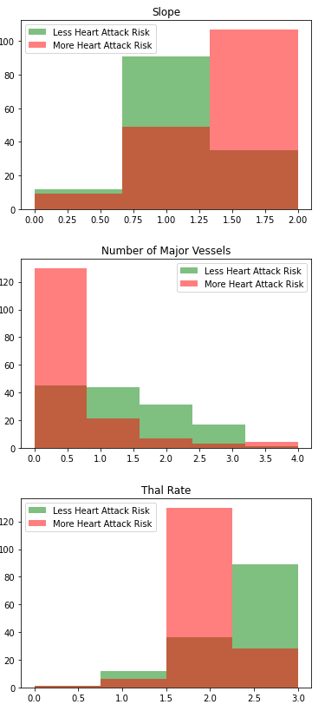 Slope
Less Heart Attack Risk
More Heart Attack Risk
100
80
60
40
20
0
0.00 0.25 0.50 0.75 1.00 1.25 1.50 1.75 2.00
Number of Major Vessels
Less Heart Attack Risk
More Heart Attack Risk
120
100
80
60
40
20
0
0.0 0.5 1.0 1.5 2.0 2.5 3.0 3.5 4.0
Thal Rate
Less Heart Attack Risk
More Heart Attack Risk
120
100
80
60
40
20
0
0.0 0.5 1.0 1.5 2.0 2.5 3.0